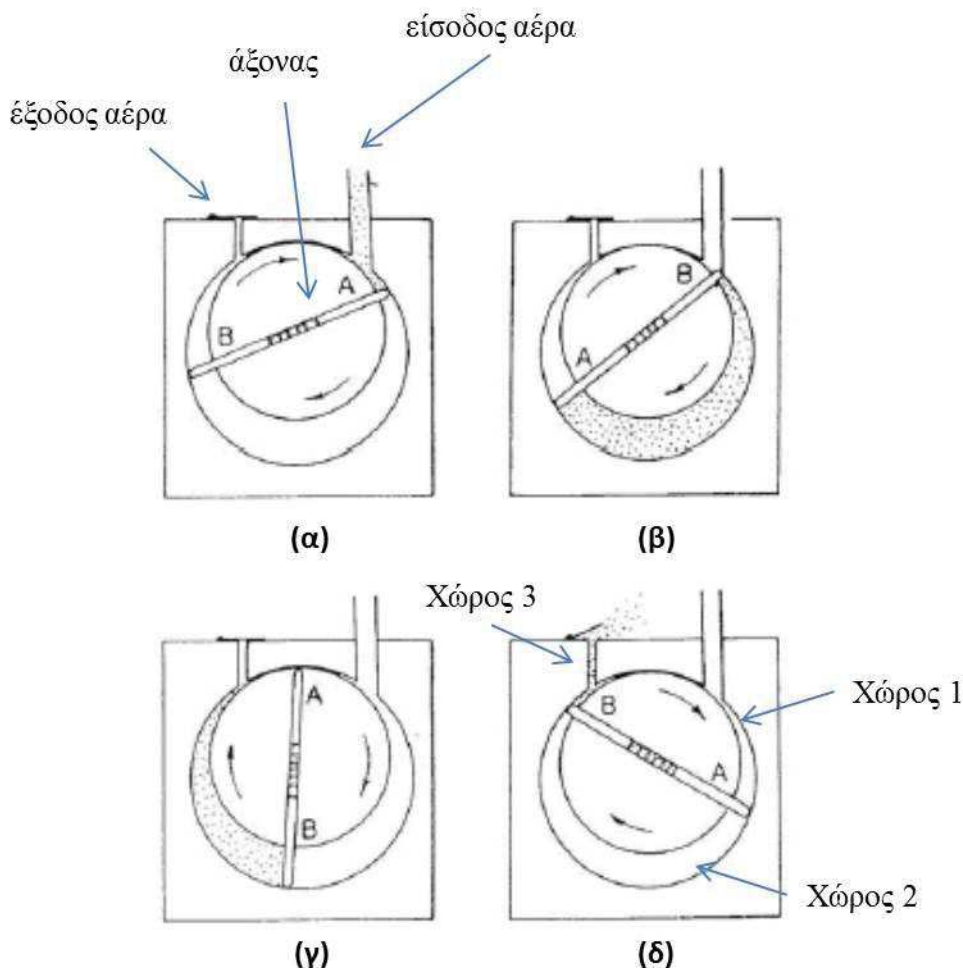 είσοδος αέρα
άξονας
έξοδος αέρα
A
B
B
A
(α)
(β)
Χώρος 3
A
B
B
A
Χώρος 1
Χώρος 2
(γ)
(δ)